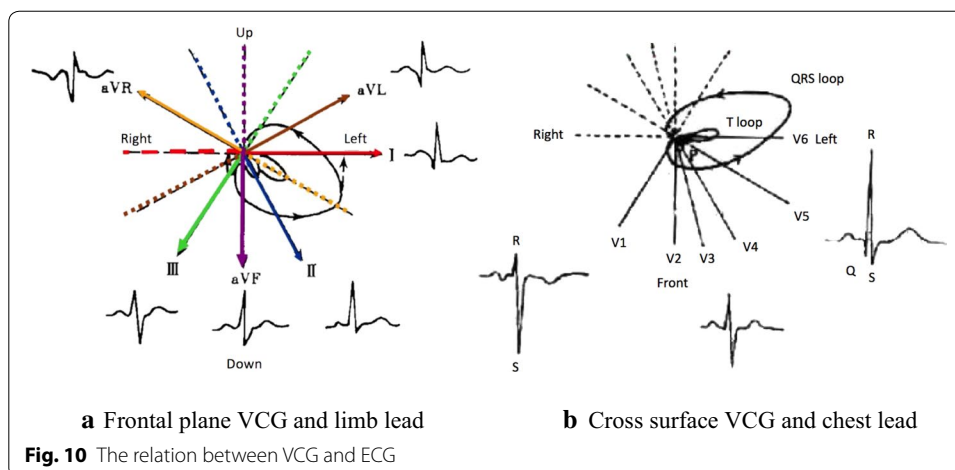 Up
aVR
aVL
Right
Left
I
III
aVF
II
Down
a Frontal plane VCG and limb lead
QRS loop
T loop
Right
P
V6 Left
R
V5
V1
V2
V3
V4
Front
R
Q
S
S
b Cross surface VCG and chest lead
Fig. 10 The relation between VCG and ECG